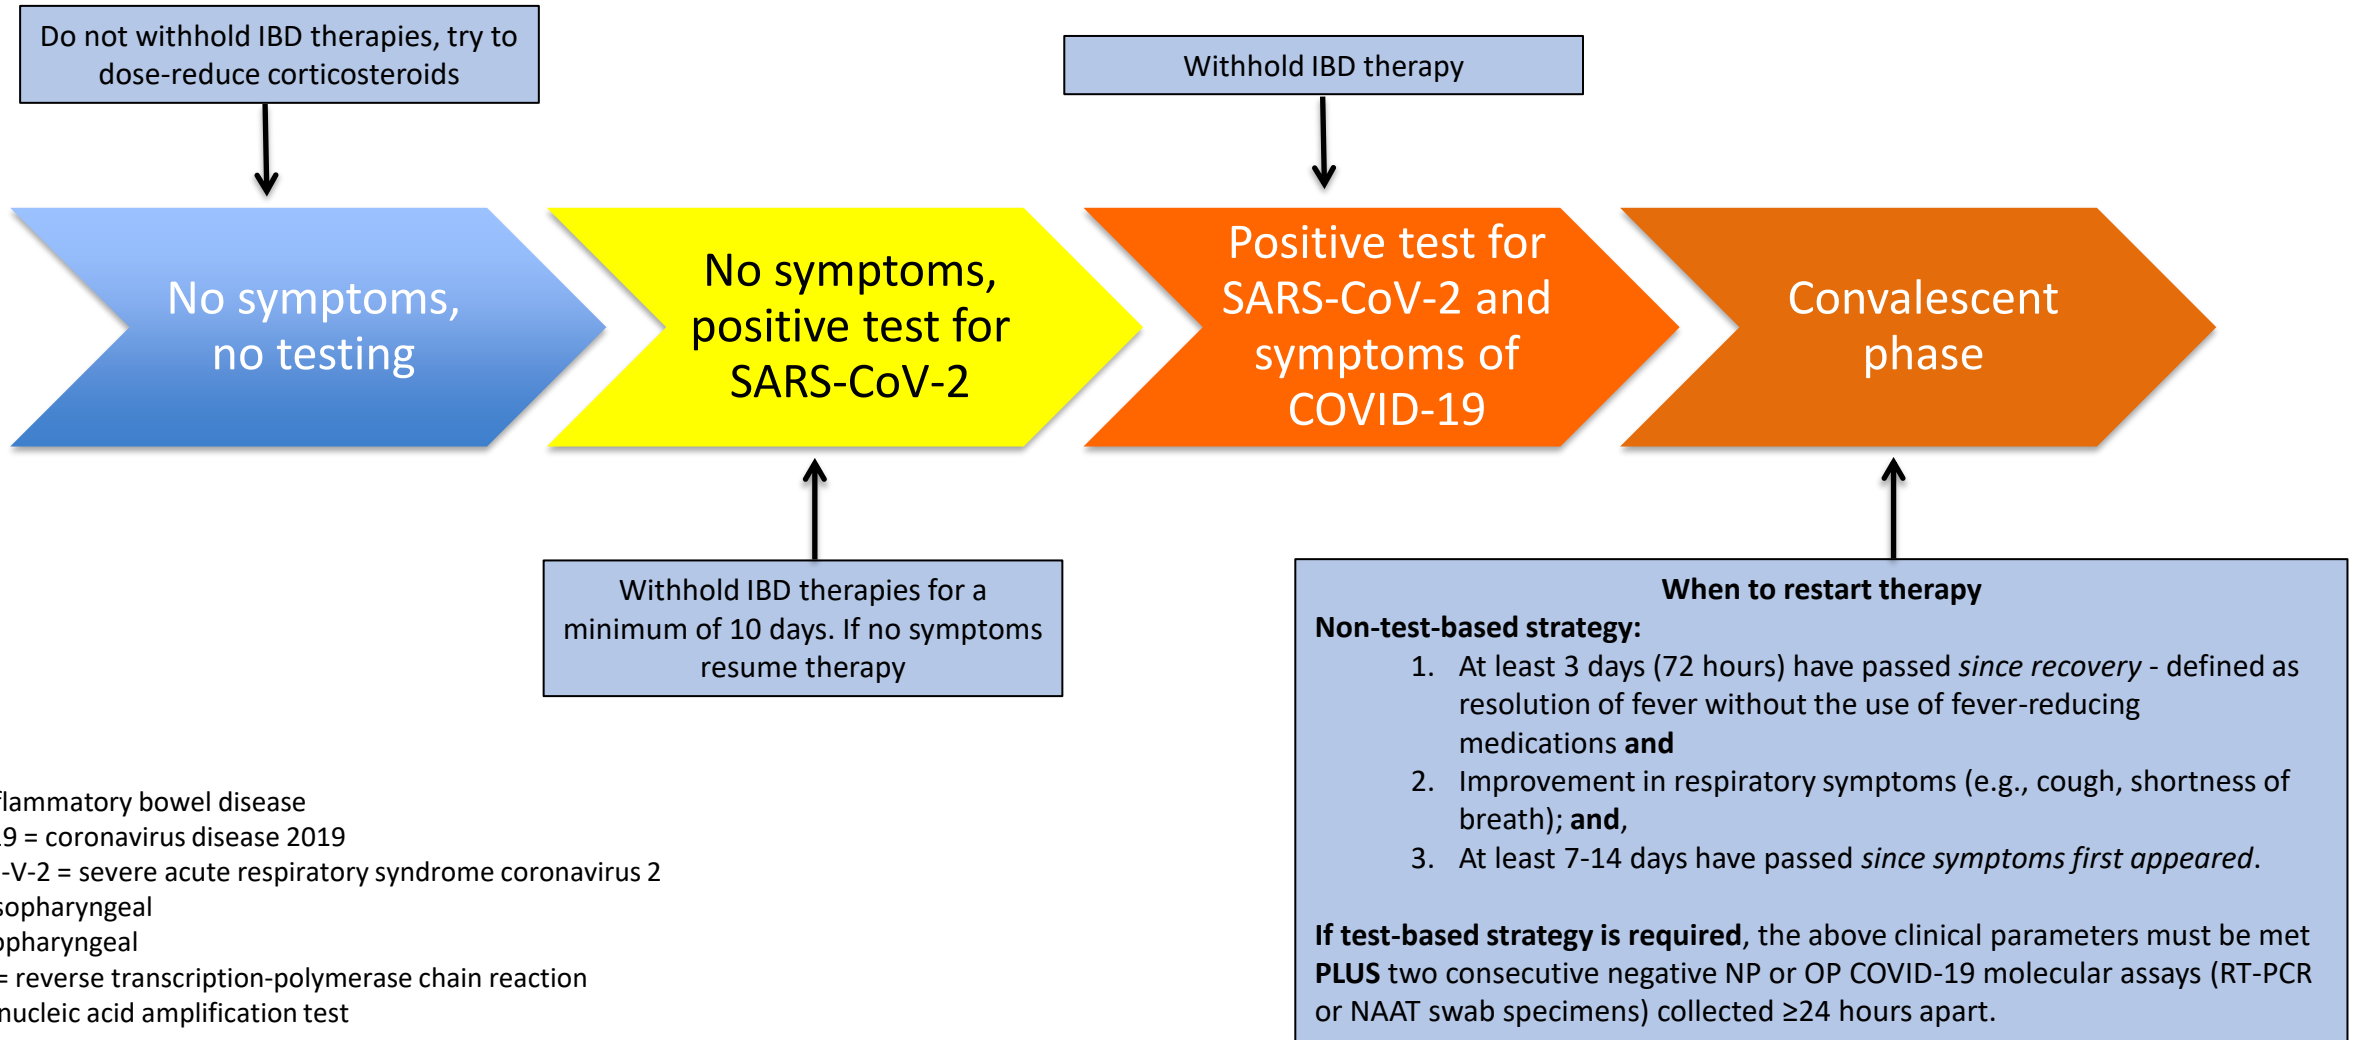 Do not withhold IBD therapies, try to
dose-reduce corticosteroids
Withhold IBD therapy
No symptoms,
no testing
No symptoms,
positive test for
SARS-CoV-2
Positive test for
SARS-CoV-2 and
symptoms of
COVID-19
Convalescent
phase
Withhold IBD therapies for a
minimum of 10 days. If no symptoms
resume therapy
When to restart therapy
Non-test-based strategy:
1. At least 3 days (72 hours) have passed since recovery - defined as
resolution of fever without the use of fever-reducing
medications and
2. Improvement in respiratory symptoms (e.g., cough, shortness of
breath); and,
3. At least 7-14 days have passed since symptoms first appeared.
If test-based strategy is required, the above clinical parameters must be met
PLUS two consecutive negative NP or OP COVID-19 molecular assays (RT-PCR
or NAAT swab specimens) collected ≥24 hours apart.
flammatory bowel disease
19 = coronavirus disease 2019
-V-2 = severe acute respiratory syndrome coronavirus 2
sopharyngeal
opharyngeal
= reverse transcription-polymerase chain reaction
nucleic acid amplification test